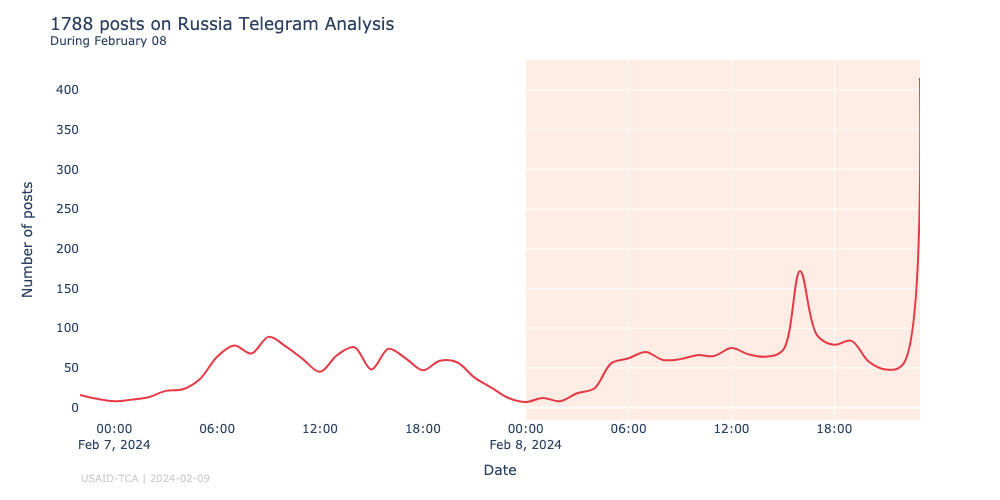 1788 posts on Russia Telegram Analysis
During February 08
Number of posts
400
350
300
250
200
150
100
50
0
00:00 06:00 12:00 18:00 00:00 06:00 12:00 18:00
Feb 7, 2024 Feb 8, 2024
Date
USAID-TCA | 2024-02-09